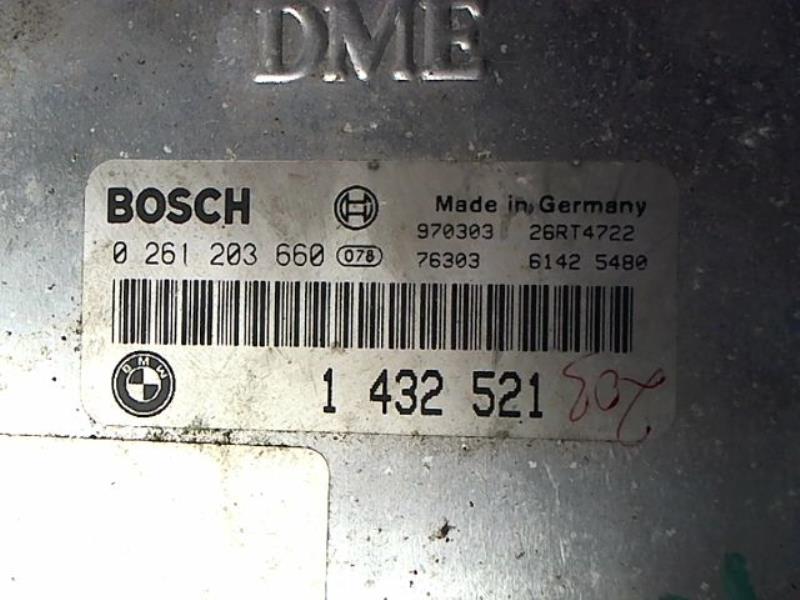 DME
BOSCH Made in Germany
970303 26RT4722
0 261 203 660 078 76303 6142 5480
BMW 1 432 521 208